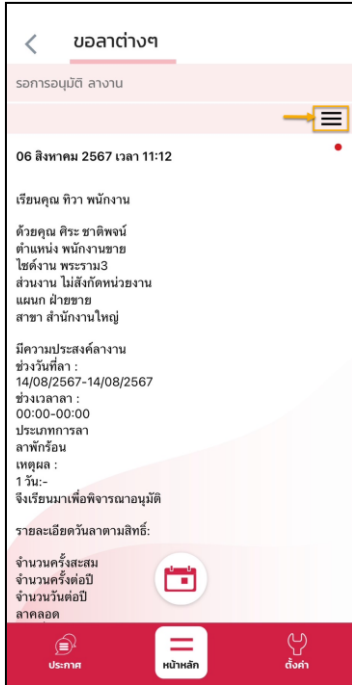 ขอลาต่างๆ
รอการอนุมัติ ลางาน
06 สิงหาคม 2567 เวลา 11:12
เรียนคุณ ทิวา พนักงาน
ด้วยคุณ ศิระ ชาติพจน์
ตำแหน่ง พนักงานขาย
ไซด์งาน พระราม3
ส่วนงาน ไม่สังกัดหน่วยงาน
แผนก ฝ่ายขาย
สาขา สำนักงานใหญ่
มีความประสงค์ลางาน
ช่วงวันที่ลา :
14/08/2567-14/08/2567
ช่วงเวลาลา :
00:00-00:00
ประเภทการลา
ลาพักร้อน
เหตุผล :
1 วัน:-
จึงเรียนมาเพื่อพิจารณาอนุมัติ
รายละเอียดวันลาตามสิทธิ์:
จำนวนครั้งสะสม
จำนวนครั้งต่อปี
จำนวนวันต่อปี
ลาคลอด
ประกาศ
หน้าหลัก
ตั้งค่า